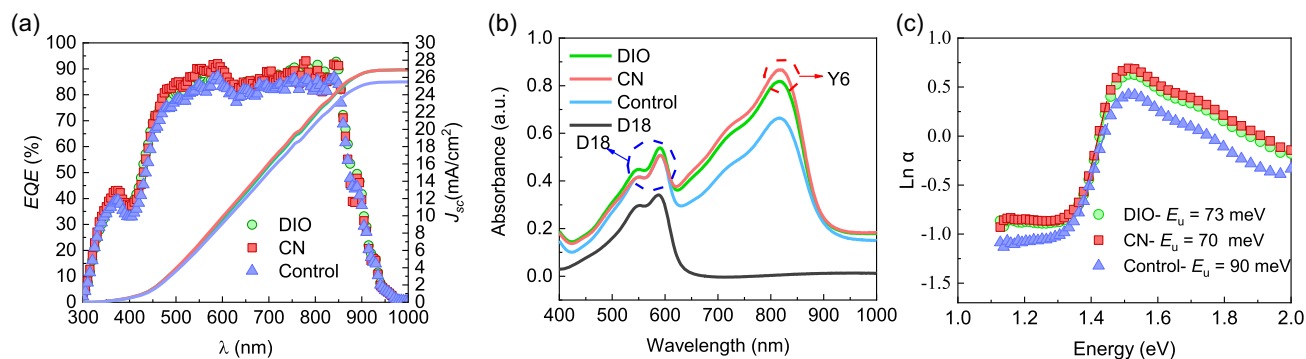 (a)
100
90
80
70
60
50
40
30
20
10
0
EQE (%)
30
28
26
24
22
20
18
16
14
12
10
8
6
4
2
0
Jsc(mA/cm²)
DIO
CN
Control
300 400 500 600 700 800 900 1000
λ (nm)
(b)
1.0
0.8
0.6
0.4
0.2
0.0
Absorbance (a.u.)
DIO
CN
Control
D18
D18
Y6
400 500 600 700 800 900 1000
Wavelength (nm)
(c)
1.0
0.5
0.0
-0.5
-1.0
-1.5
Ln α
DIO- Eu = 73 meV
CN- Eu = 70 meV
Control- Eu = 90 meV
1.0 1.2 1.4 1.6 1.8 2.0
Energy (eV)